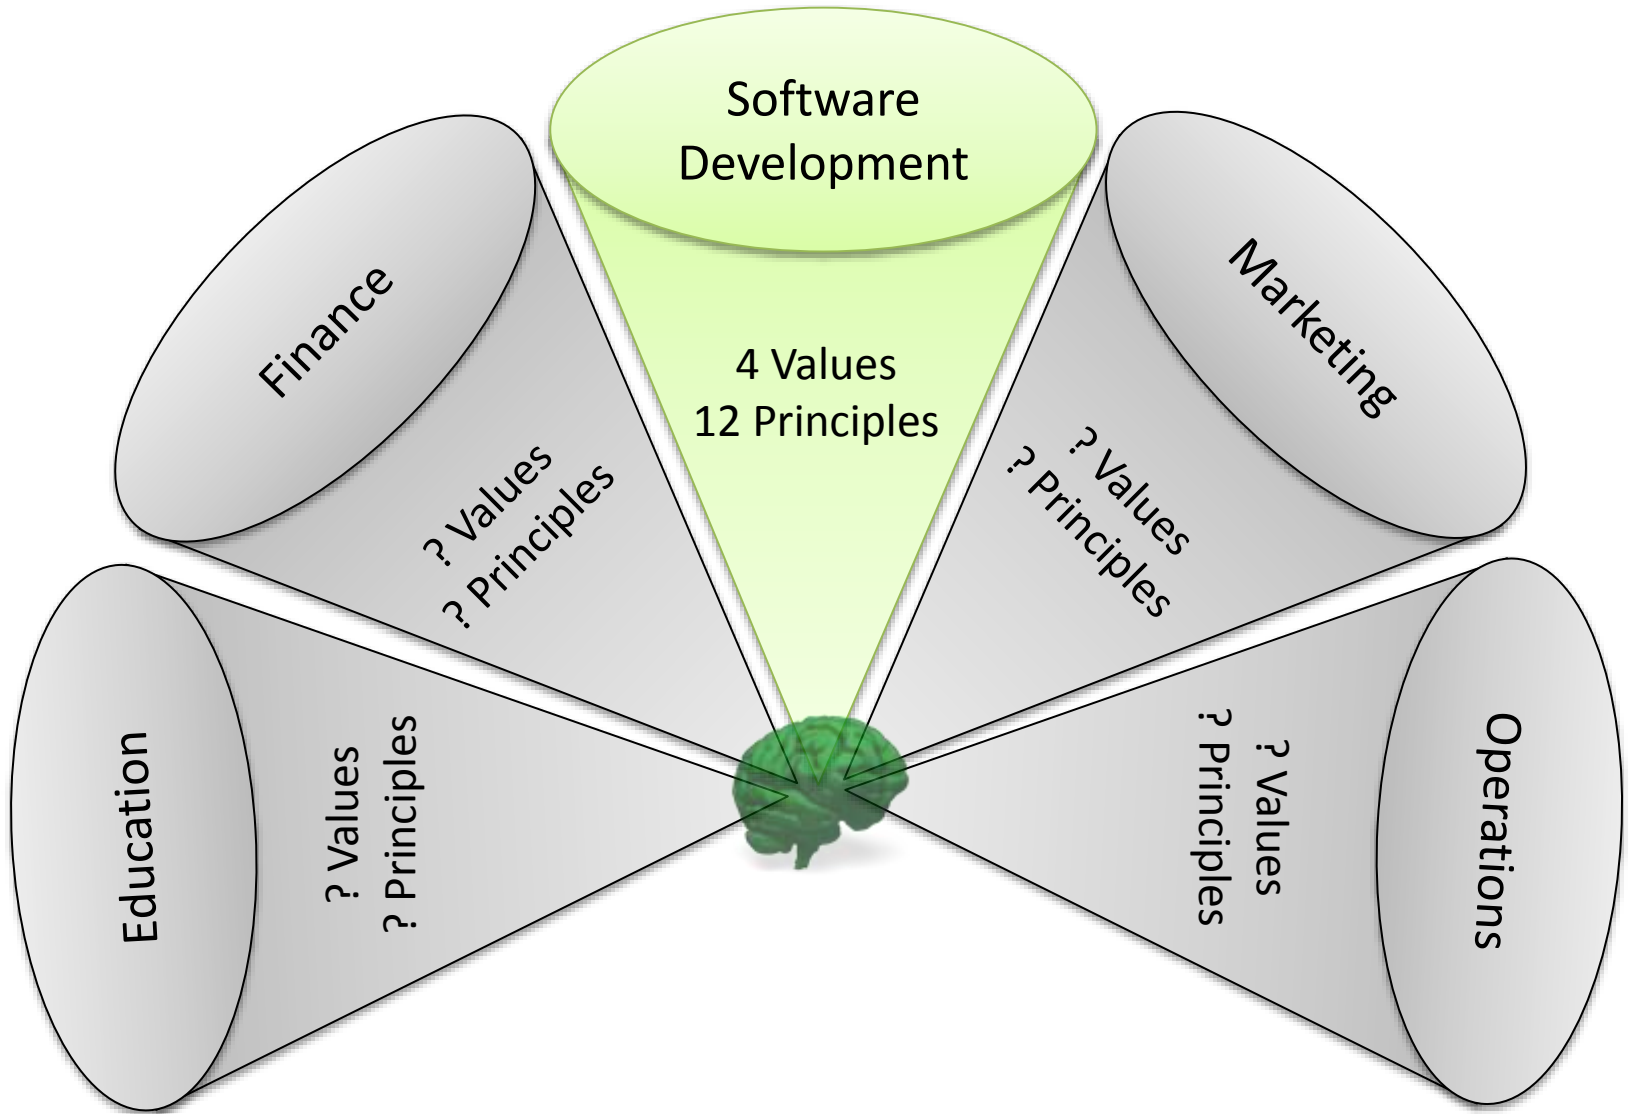 Software
Development
4 Values
12 Principles
Finance
? Values
? Principles
Marketing
? Values
? Principles
Education
? Values
? Principles
Operations
? Values
? Principles